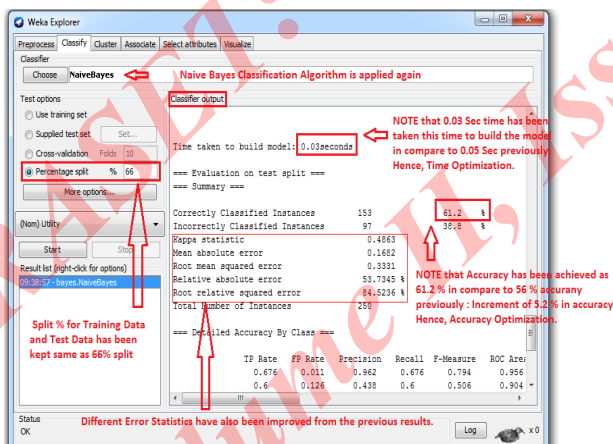 Weka Explorer
Preprocess Classify Cluster Associate Select attributes Visualize
Classifier
Choose NaiveBayes
Naive Bayes Classification Algorithm is applied again
Test options
Use training set
Supplied test set Set...
Cross-validation Folds 10
Percentage split % 66
More options...
(Nom) Utility
Start Stop
Result list (right-click for options)
09:38:57 - bayes.NaiveBayes
Split % for Training Data
and Test Data has been
kept same as 66% split
Classifier output
Time taken to build model: 0.03seconds
NOTE that 0.03 Sec time has been
taken this time to build the model
in compare to 0.05 Sec previously
Hence, Time Optimization.
=== Evaluation on test split ===
=== Summary ===
Correctly Classified Instances 153 61.2 %
Incorrectly Classified Instances 97 38.8 %
Kappa statistic 0.4863
Mean absolute error 0.1682
Root mean squared error 0.3331
Relative absolute error 53.7345 %
Root relative squared error 84.5236 %
Total Number of Instances 250
NOTE that Accuracy has been achieved as
61.2 % in compare to 56 % accurany
previously : Increment of 5.2 % in accuracy
Hence, Accuracy Optimization.
=== Detailed Accuracy By Class ===
TP Rate FP Rate Precision Recall F-Measure ROC Area
0.676 0.011 0.962 0.676 0.794 0.956
0.6 0.126 0.438 0.6 0.506 0.904
Different Error Statistics have also been improved from the previous results.
Status
OK
Log
x 0
RASET:
Volume II, Iss